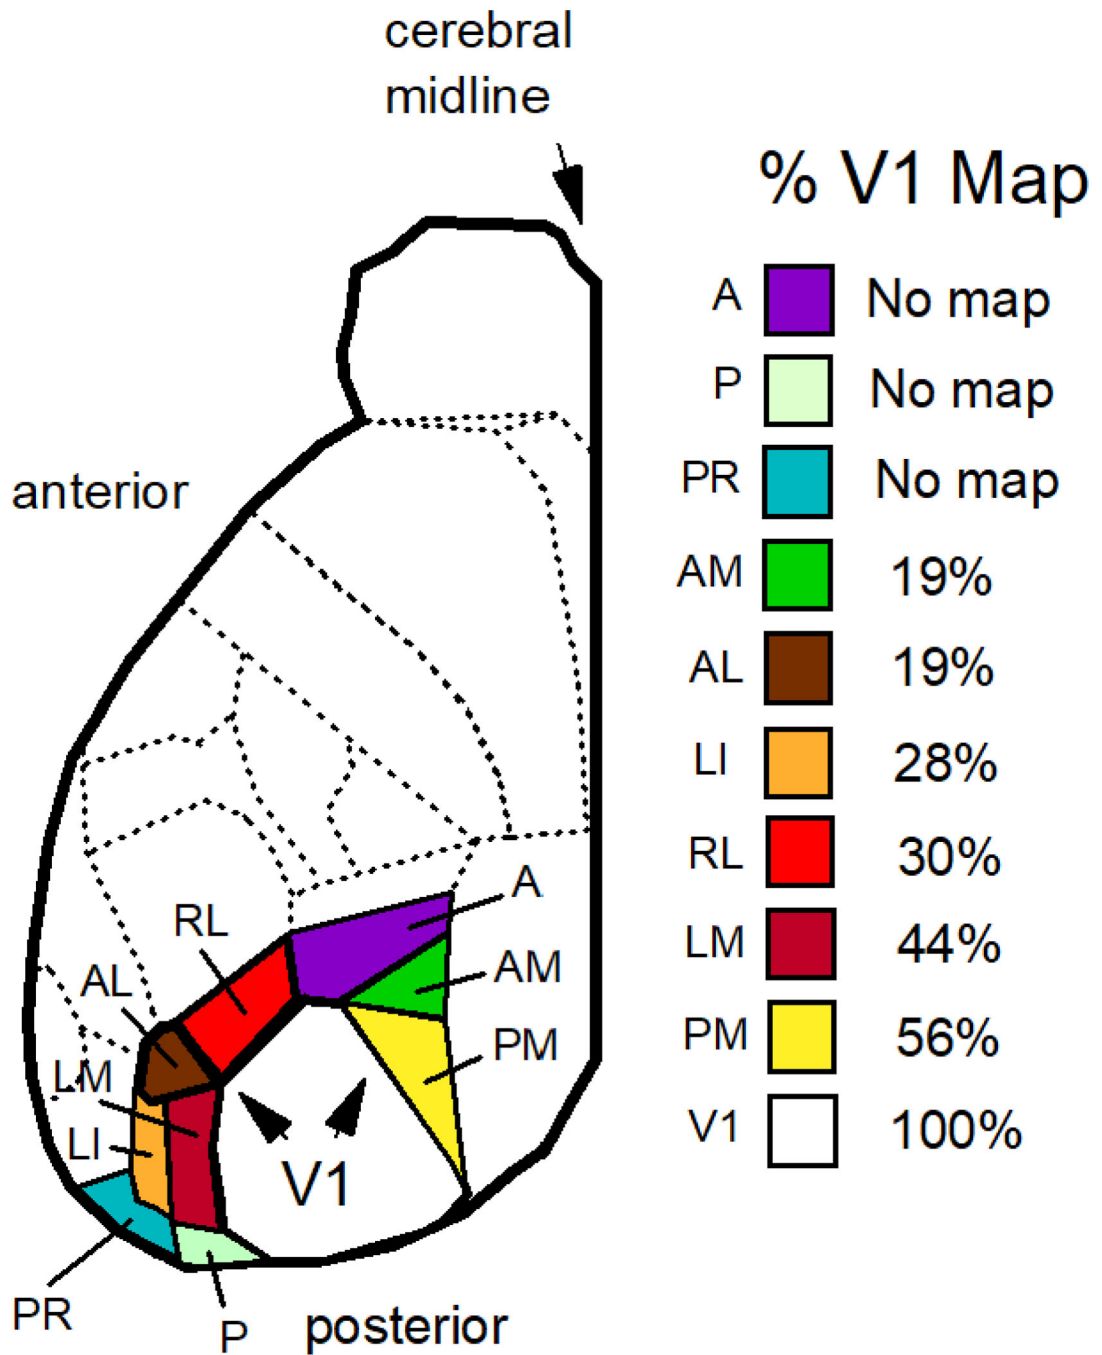 cerebral
midline
% V1 Map
A No map
P No map
PR No map
AM 19%
AL 19%
LI 28%
RL 30%
LM 44%
PM 56%
V1 100%
anterior
A
RL
AM
AL
PM
LM
LI
V1
PR
P
posterior